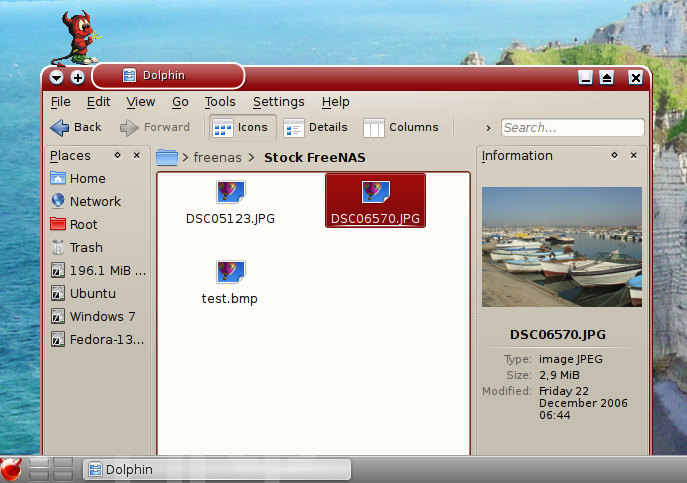 Dolphin
File Edit View Go Tools Settings Help
Back Forward Icons Details Columns › Search...
Places
Home
Network
Root
Trash
196.1 MiB ...
Ubuntu
Windows 7
Fedora-13...
freenas > Stock FreeNAS
DSC05123.JPG DSC06570.JPG
test.bmp
Information
DSC06570.JPG
Type: image JPEG
Size: 2,9 MiB
Modified: Friday 22
December 2006
06:44
Dolphin